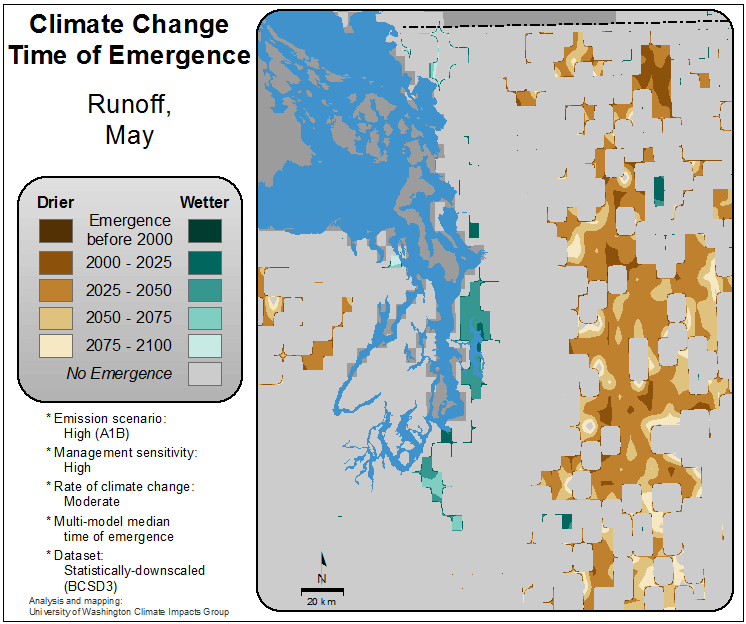 Climate Change
Time of Emergence
Runoff,
May
Drier
Wetter
Emergence
before 2000
2000 - 2025
2025 - 2050
2050 - 2075
2075 - 2100
No Emergence
* Emission scenario:
High (A1B)
* Management sensitivity:
High
* Rate of climate change:
Moderate
* Multi-model median
time of emergence
* Dataset:
Statistically-downscaled
(BCSD3)
Analysis and mapping:
University of Washington Climate Impacts Group
N
20 km